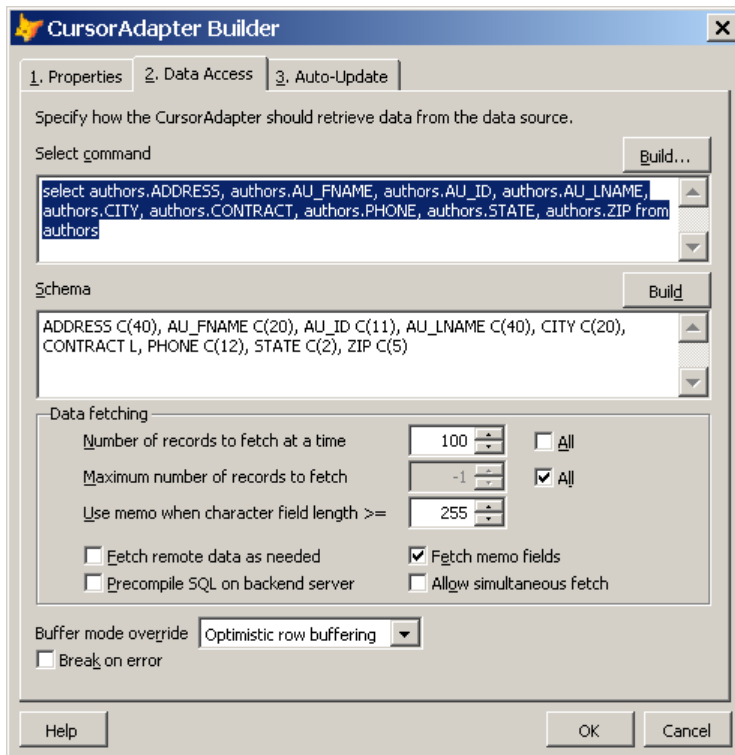 CursorAdapter Builder
1. Properties
2. Data Access
3. Auto-Update
Specify how the CursorAdapter should retrieve data from the data source.
Select command
Build...
select authors.ADDRESS, authors.AU_FNAME, authors.AU_ID, authors.AU_LNAME,
authors.CITY, authors.CONTRACT, authors.PHONE, authors.STATE, authors.ZIP from
authors
Schema
Build
ADDRESS C(40), AU_FNAME C(20), AU_ID C(11), AU_LNAME C(40), CITY C(20),
CONTRACT L, PHONE C(12), STATE C(2), ZIP C(5)
Data fetching
Number of records to fetch at a time
100
All
Maximum number of records to fetch
-1
All
Use memo when character field length >=
255
Fetch remote data as needed
Fetch memo fields
Precompile SQL on backend server
Allow simultaneous fetch
Buffer mode override
Optimistic row buffering
Break on error
Help
OK
Cancel